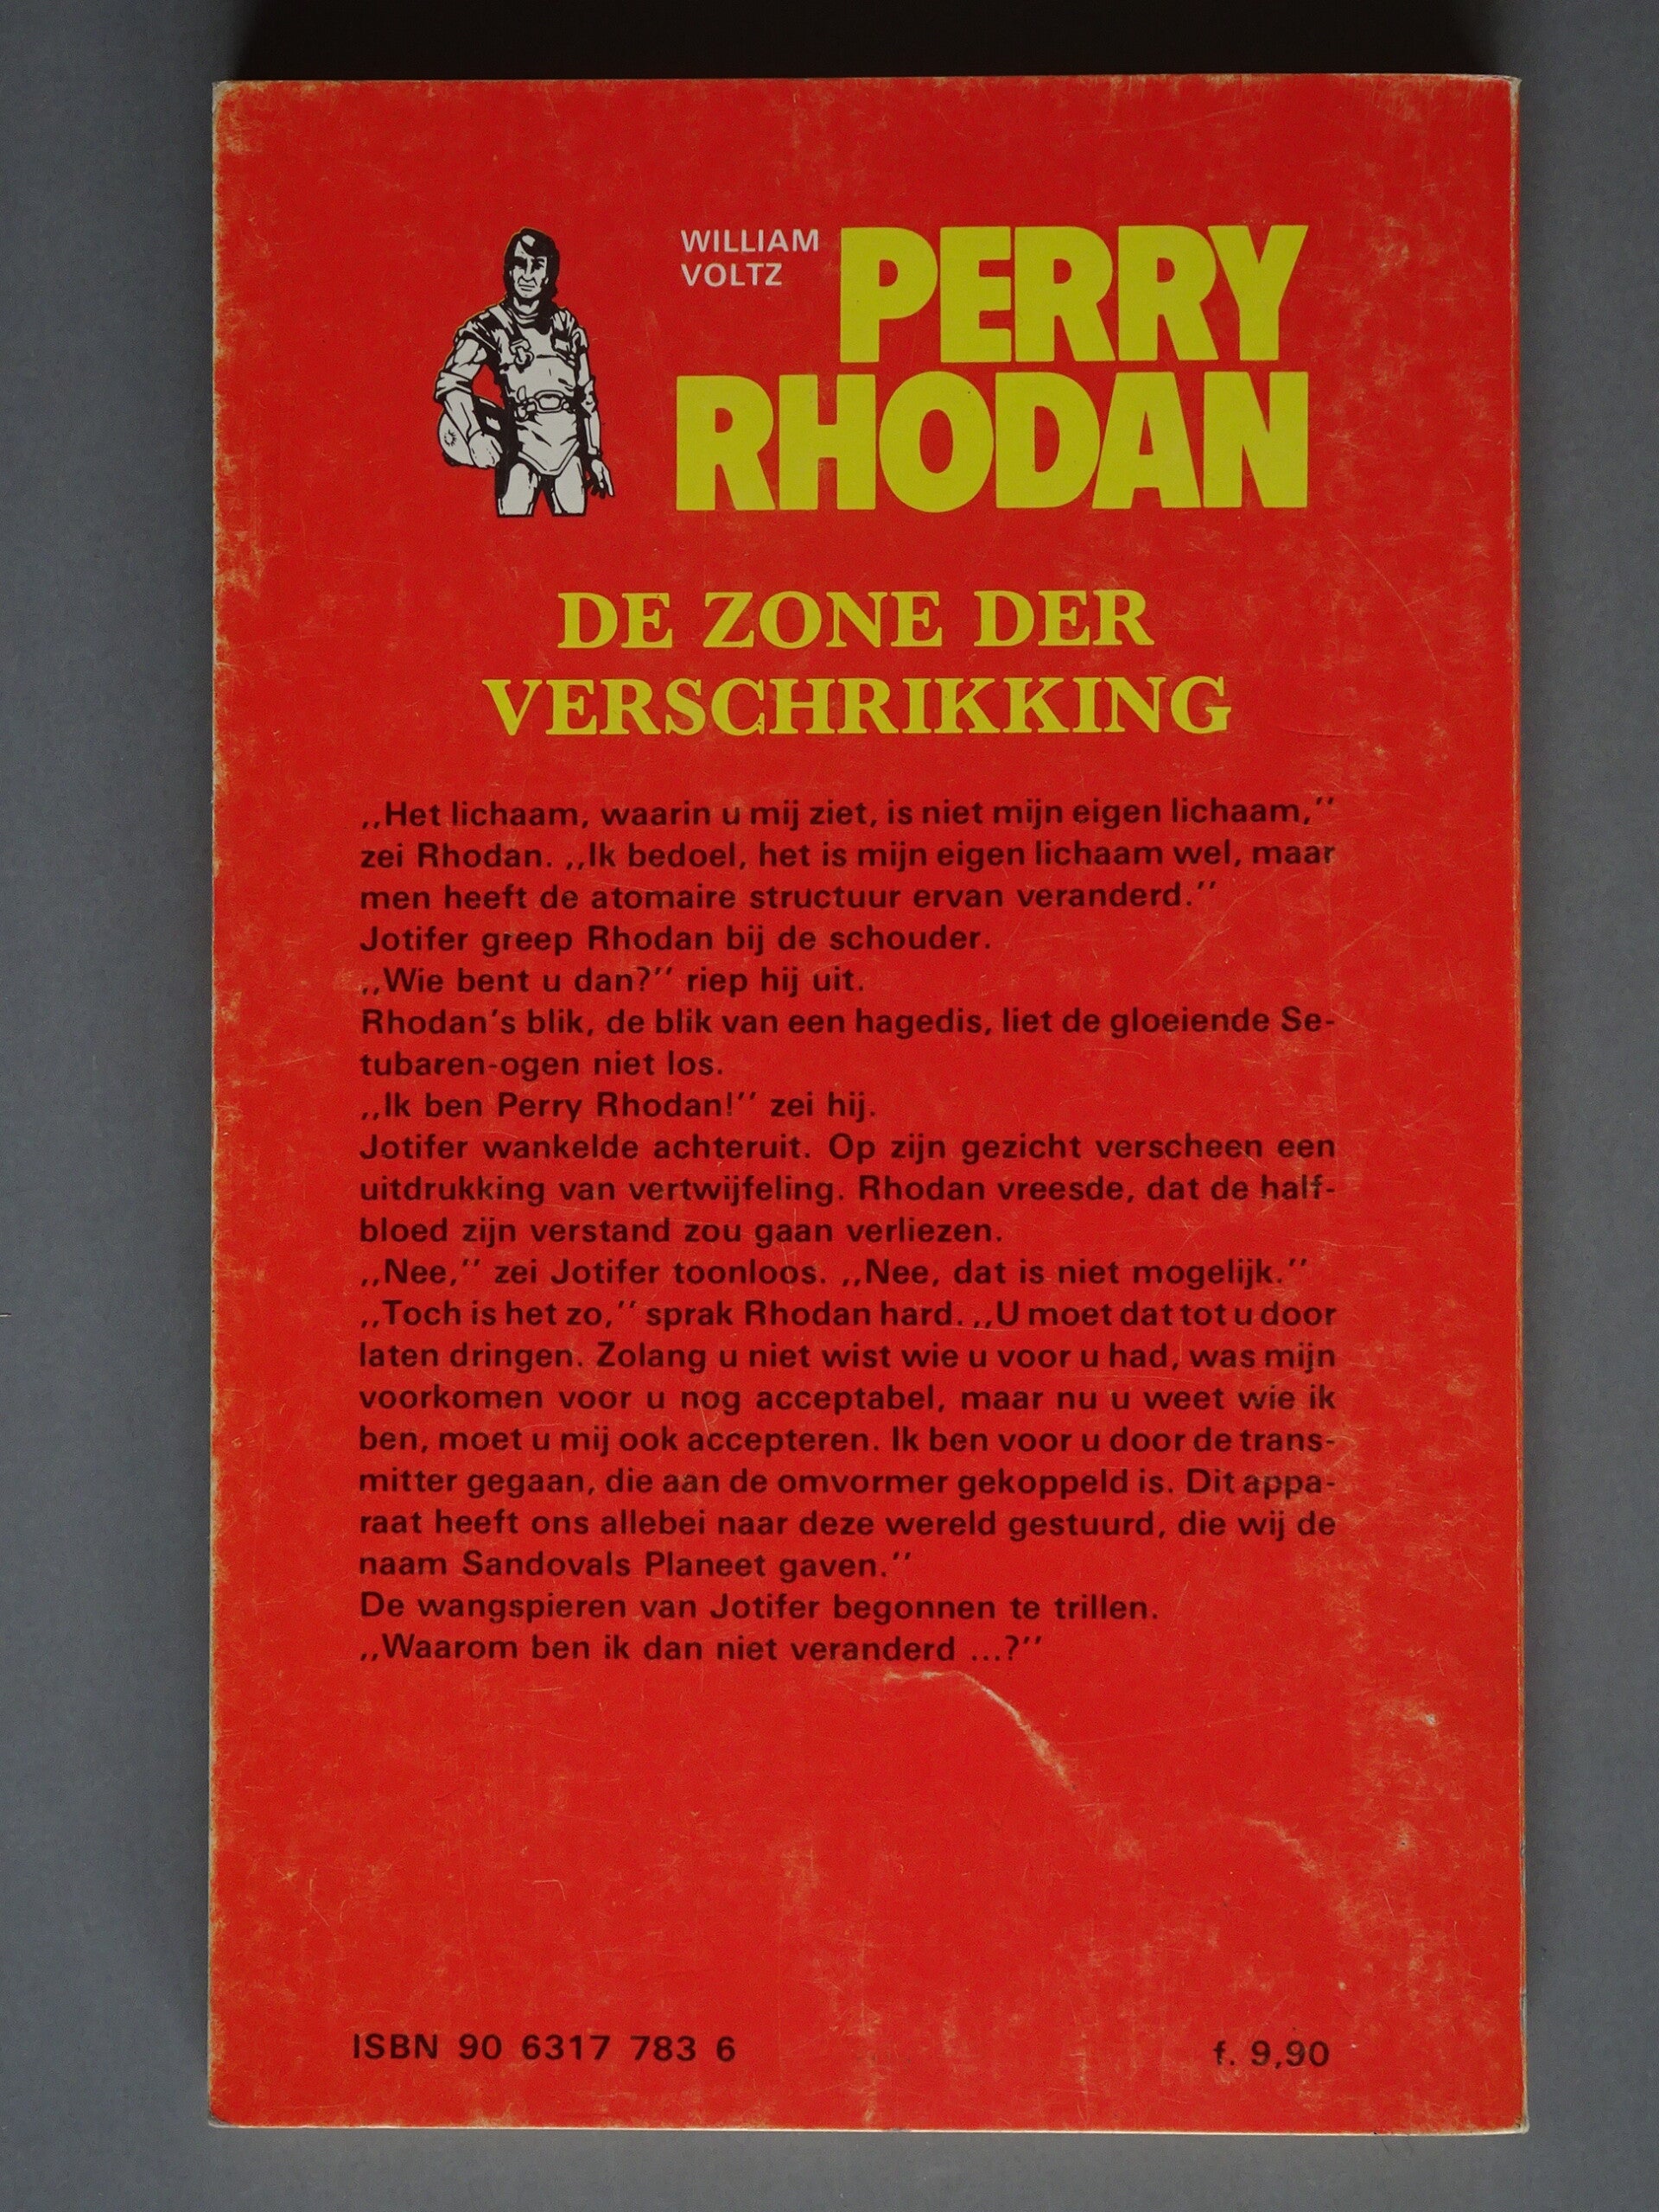 WILLIAM
VOLTZ
PERRY
RHODAN
DE ZONE DER
VERSCHRIKKING
,,Het lichaam, waarin u mij ziet, is niet mijn eigen lichaam,''
zei Rhodan. ,,Ik bedoel, het is mijn eigen lichaam wel, maar
men heeft de atomaire structuur ervan veranderd.''
Jotifer greep Rhodan bij de schouder.
,,Wie bent u dan?'' riep hij uit.
Rhodan's blik, de blik van een hagedis, liet de gloeiende Se-
tubaren-ogen niet los.
,,Ik ben Perry Rhodan!'' zei hij.
Jotifer wankelde achteruit. Op zijn gezicht verscheen een
uitdrukking van vertwijfeling. Rhodan vreesde, dat de half-
bloed zijn verstand zou gaan verliezen.
,,Nee,'' zei Jotifer toonloos. ,,Nee, dat is niet mogelijk.''
,,Toch is het zo,'' sprak Rhodan hard. ,,U moet dat tot u door
laten dringen. Zolang u niet wist wie u voor u had, was mijn
voorkomen voor u nog acceptabel, maar nu u weet wie ik
ben, moet u mij ook accepteren. Ik ben voor u door de trans-
mitter gegaan, die aan de omvormer gekoppeld is. Dit appa-
raat heeft ons allebei naar deze wereld gestuurd, die wij de
naam Sandovals Planeet gaven.''
De wangspieren van Jotifer begonnen te trillen.
,,Waarom ben ik dan niet veranderd ...?''
ISBN 90 6317 783 6
f. 9,90